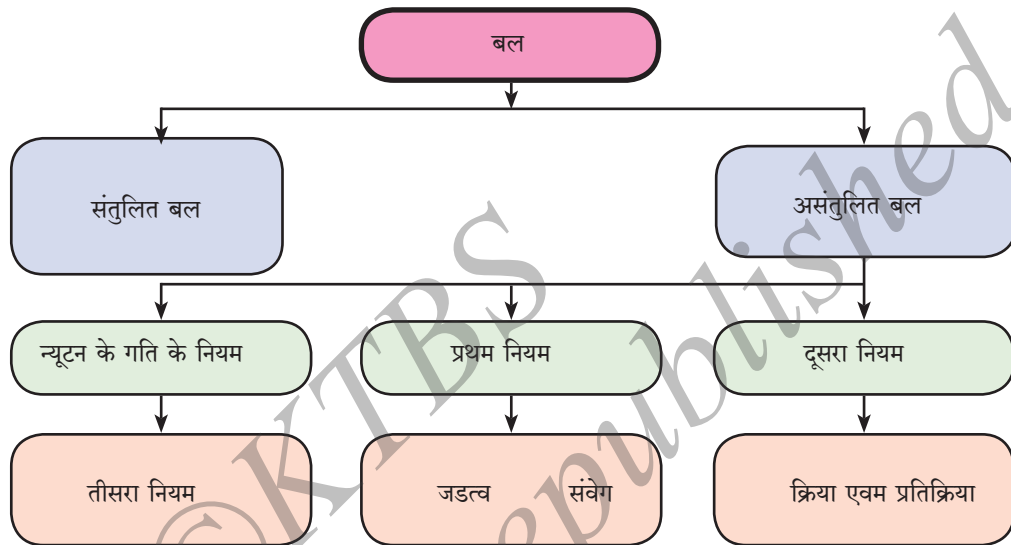 बल
संतुलित बल
असंतुलित बल
न्यूटन के गति के नियम
प्रथम नियम
दूसरा नियम
तीसरा नियम
जडत्व संवेग
क्रिया एवम प्रतिक्रिया
©KTBS
republished